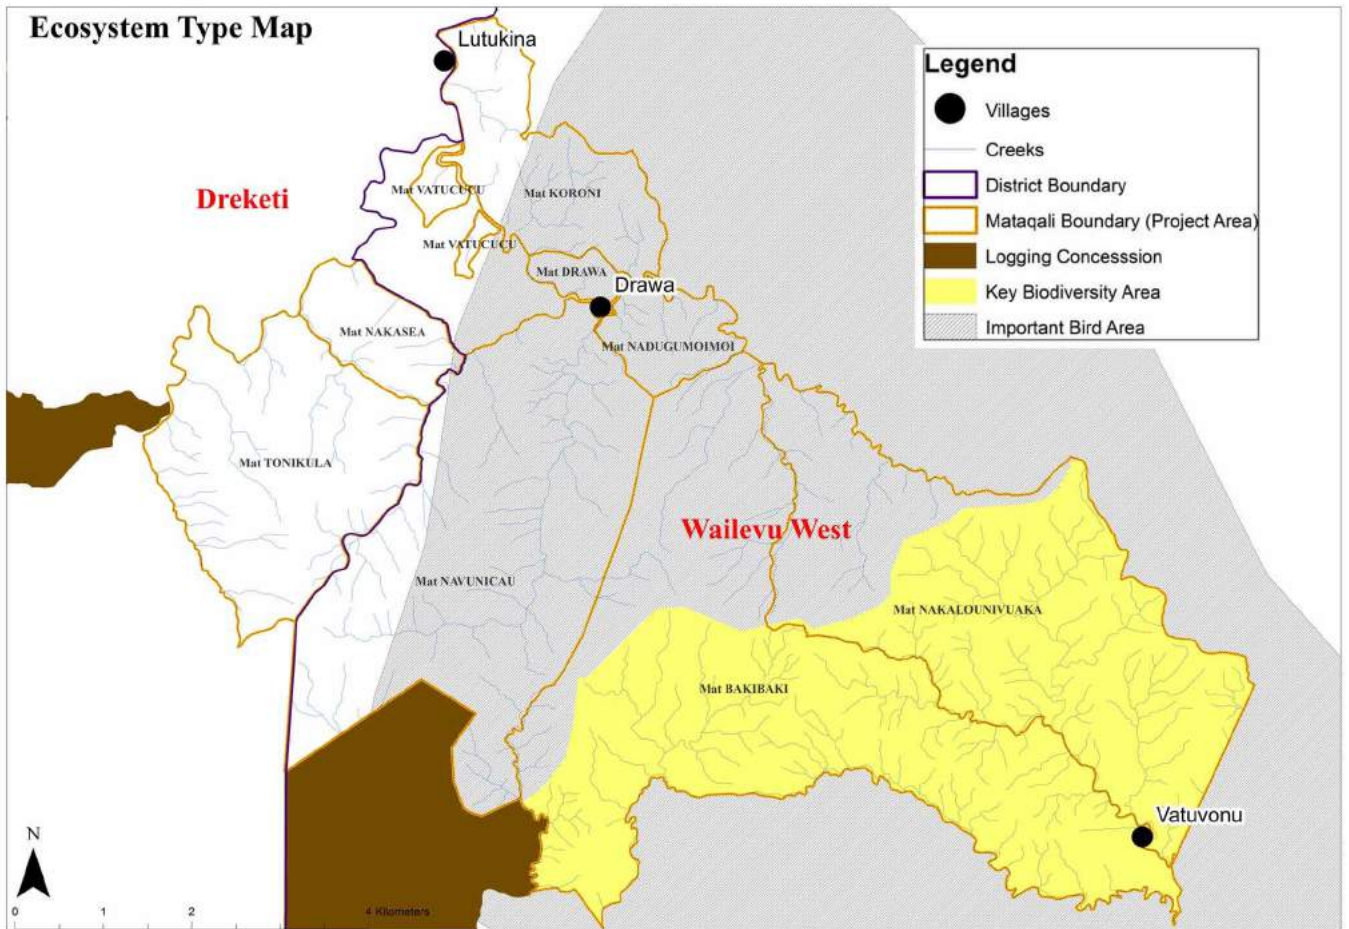 Ecosystem Type Map
Lutukina
Legend
Villages
Creeks
District Boundary
Mataqali Boundary (Project Area)
Logging Concesssion
Key Biodiversity Area
Important Bird Area
Dreketi
Mat VATUCUCU
Mat KORONI
Mat VATUCUCU
Mat DRAWA
Drawa
Mat NAKASEA
Mat NADUGUMOIMOI
Mat TONIKULA
Wailevu West
Mat NAVUNICAU
Mat NAKALOUNIVUAKA
Mat BAKIBAKI
Vatuvonu
N
0 1 2 4 Kilometers